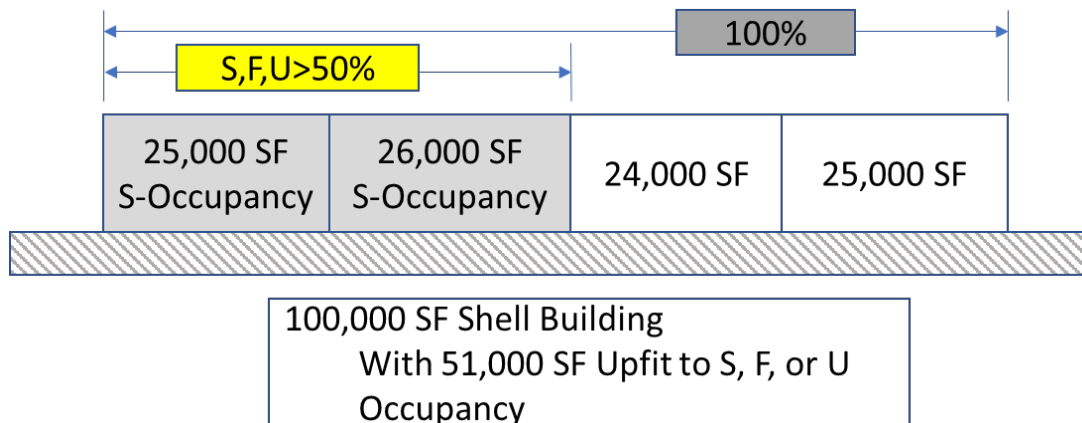 100%
S,F,U>50%
25,000 SF
S-Occupancy
26,000 SF
S-Occupancy
24,000 SF
25,000 SF
100,000 SF Shell Building
With 51,000 SF Upfit to S, F, or U
Occupancy